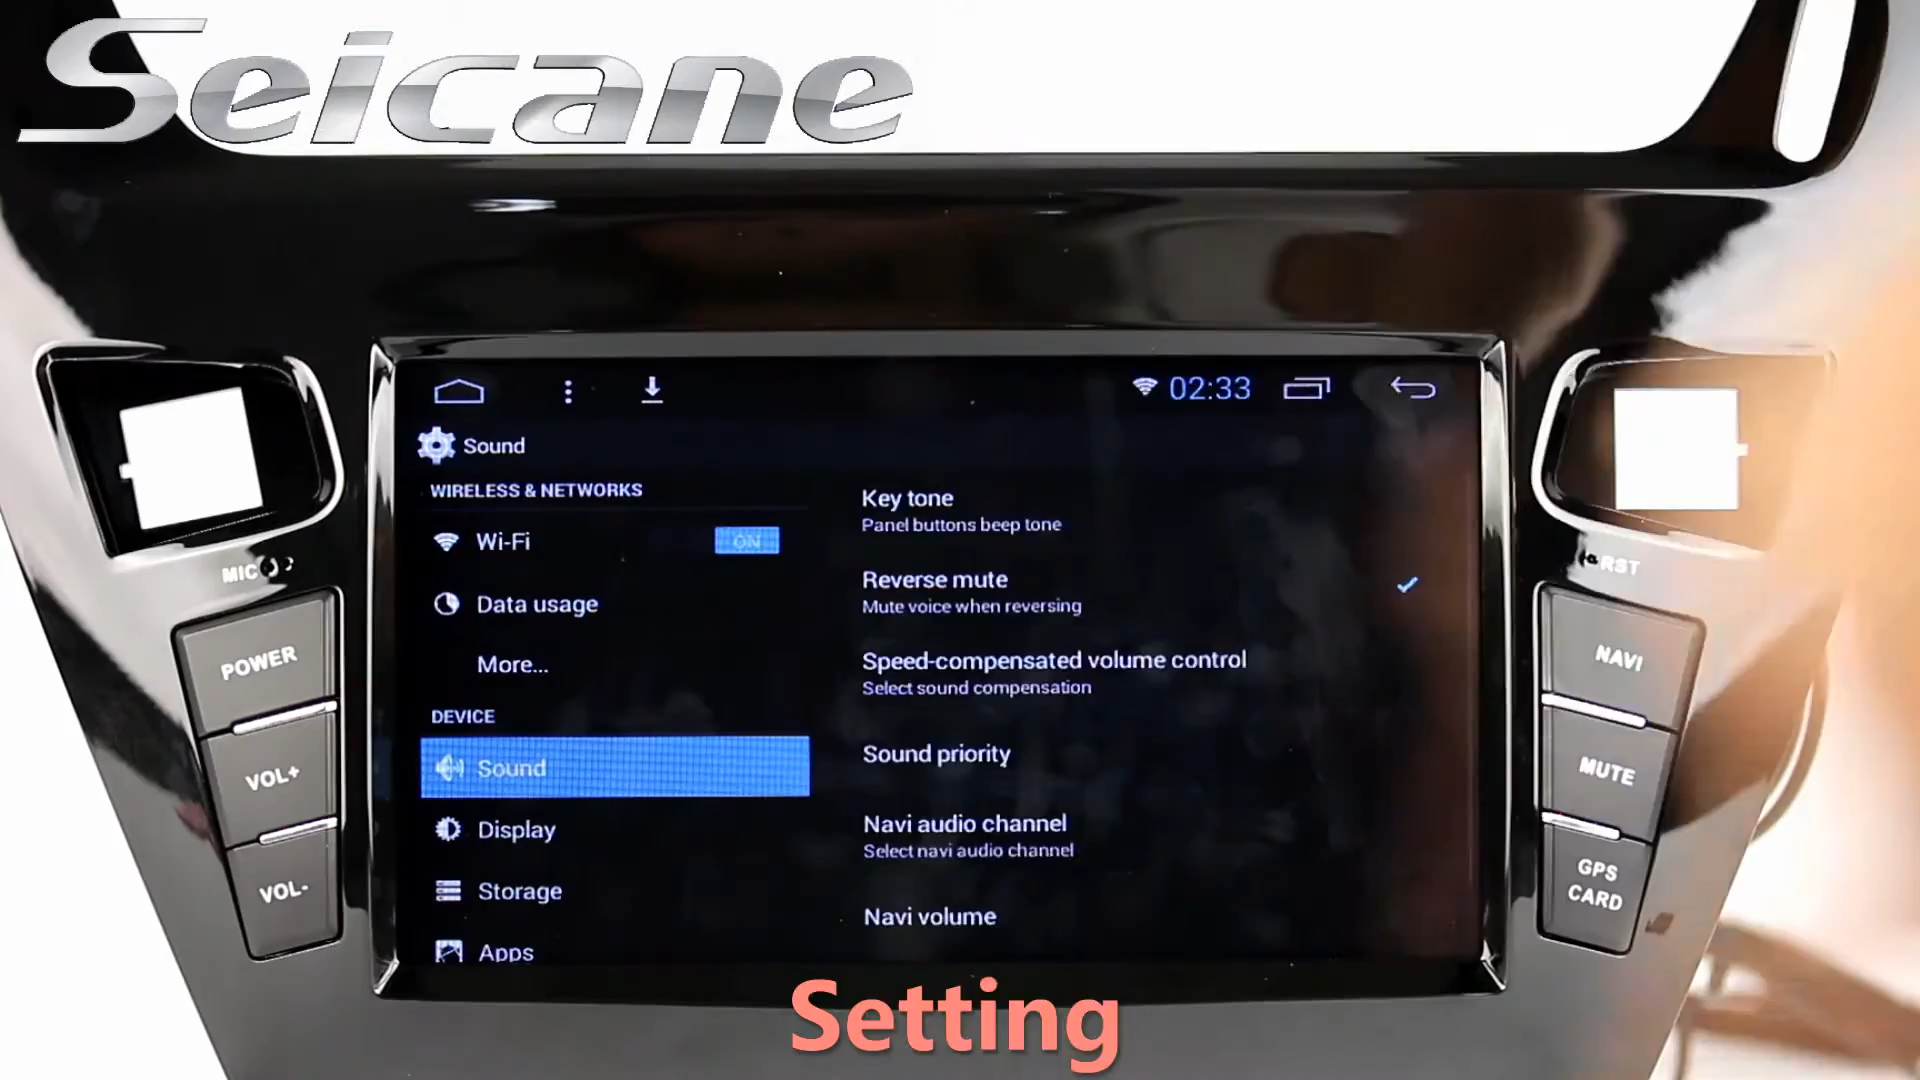 Seicane
02:33
Sound
WIRELESS & NETWORKS
Wi-Fi
ON
Data usage
More...
DEVICE
Sound
Display
Storage
Apps
Key tone
Panel buttons beep tone
Reverse mute
Mute voice when reversing
Speed-compensated volume control
Select sound compensation
Sound priority
Navi audio channel
Select navi audio channel
Navi volume
MIC
POWER
VOL+
VOL-
RST
NAVI
MUTE
GPS
CARD
Setting